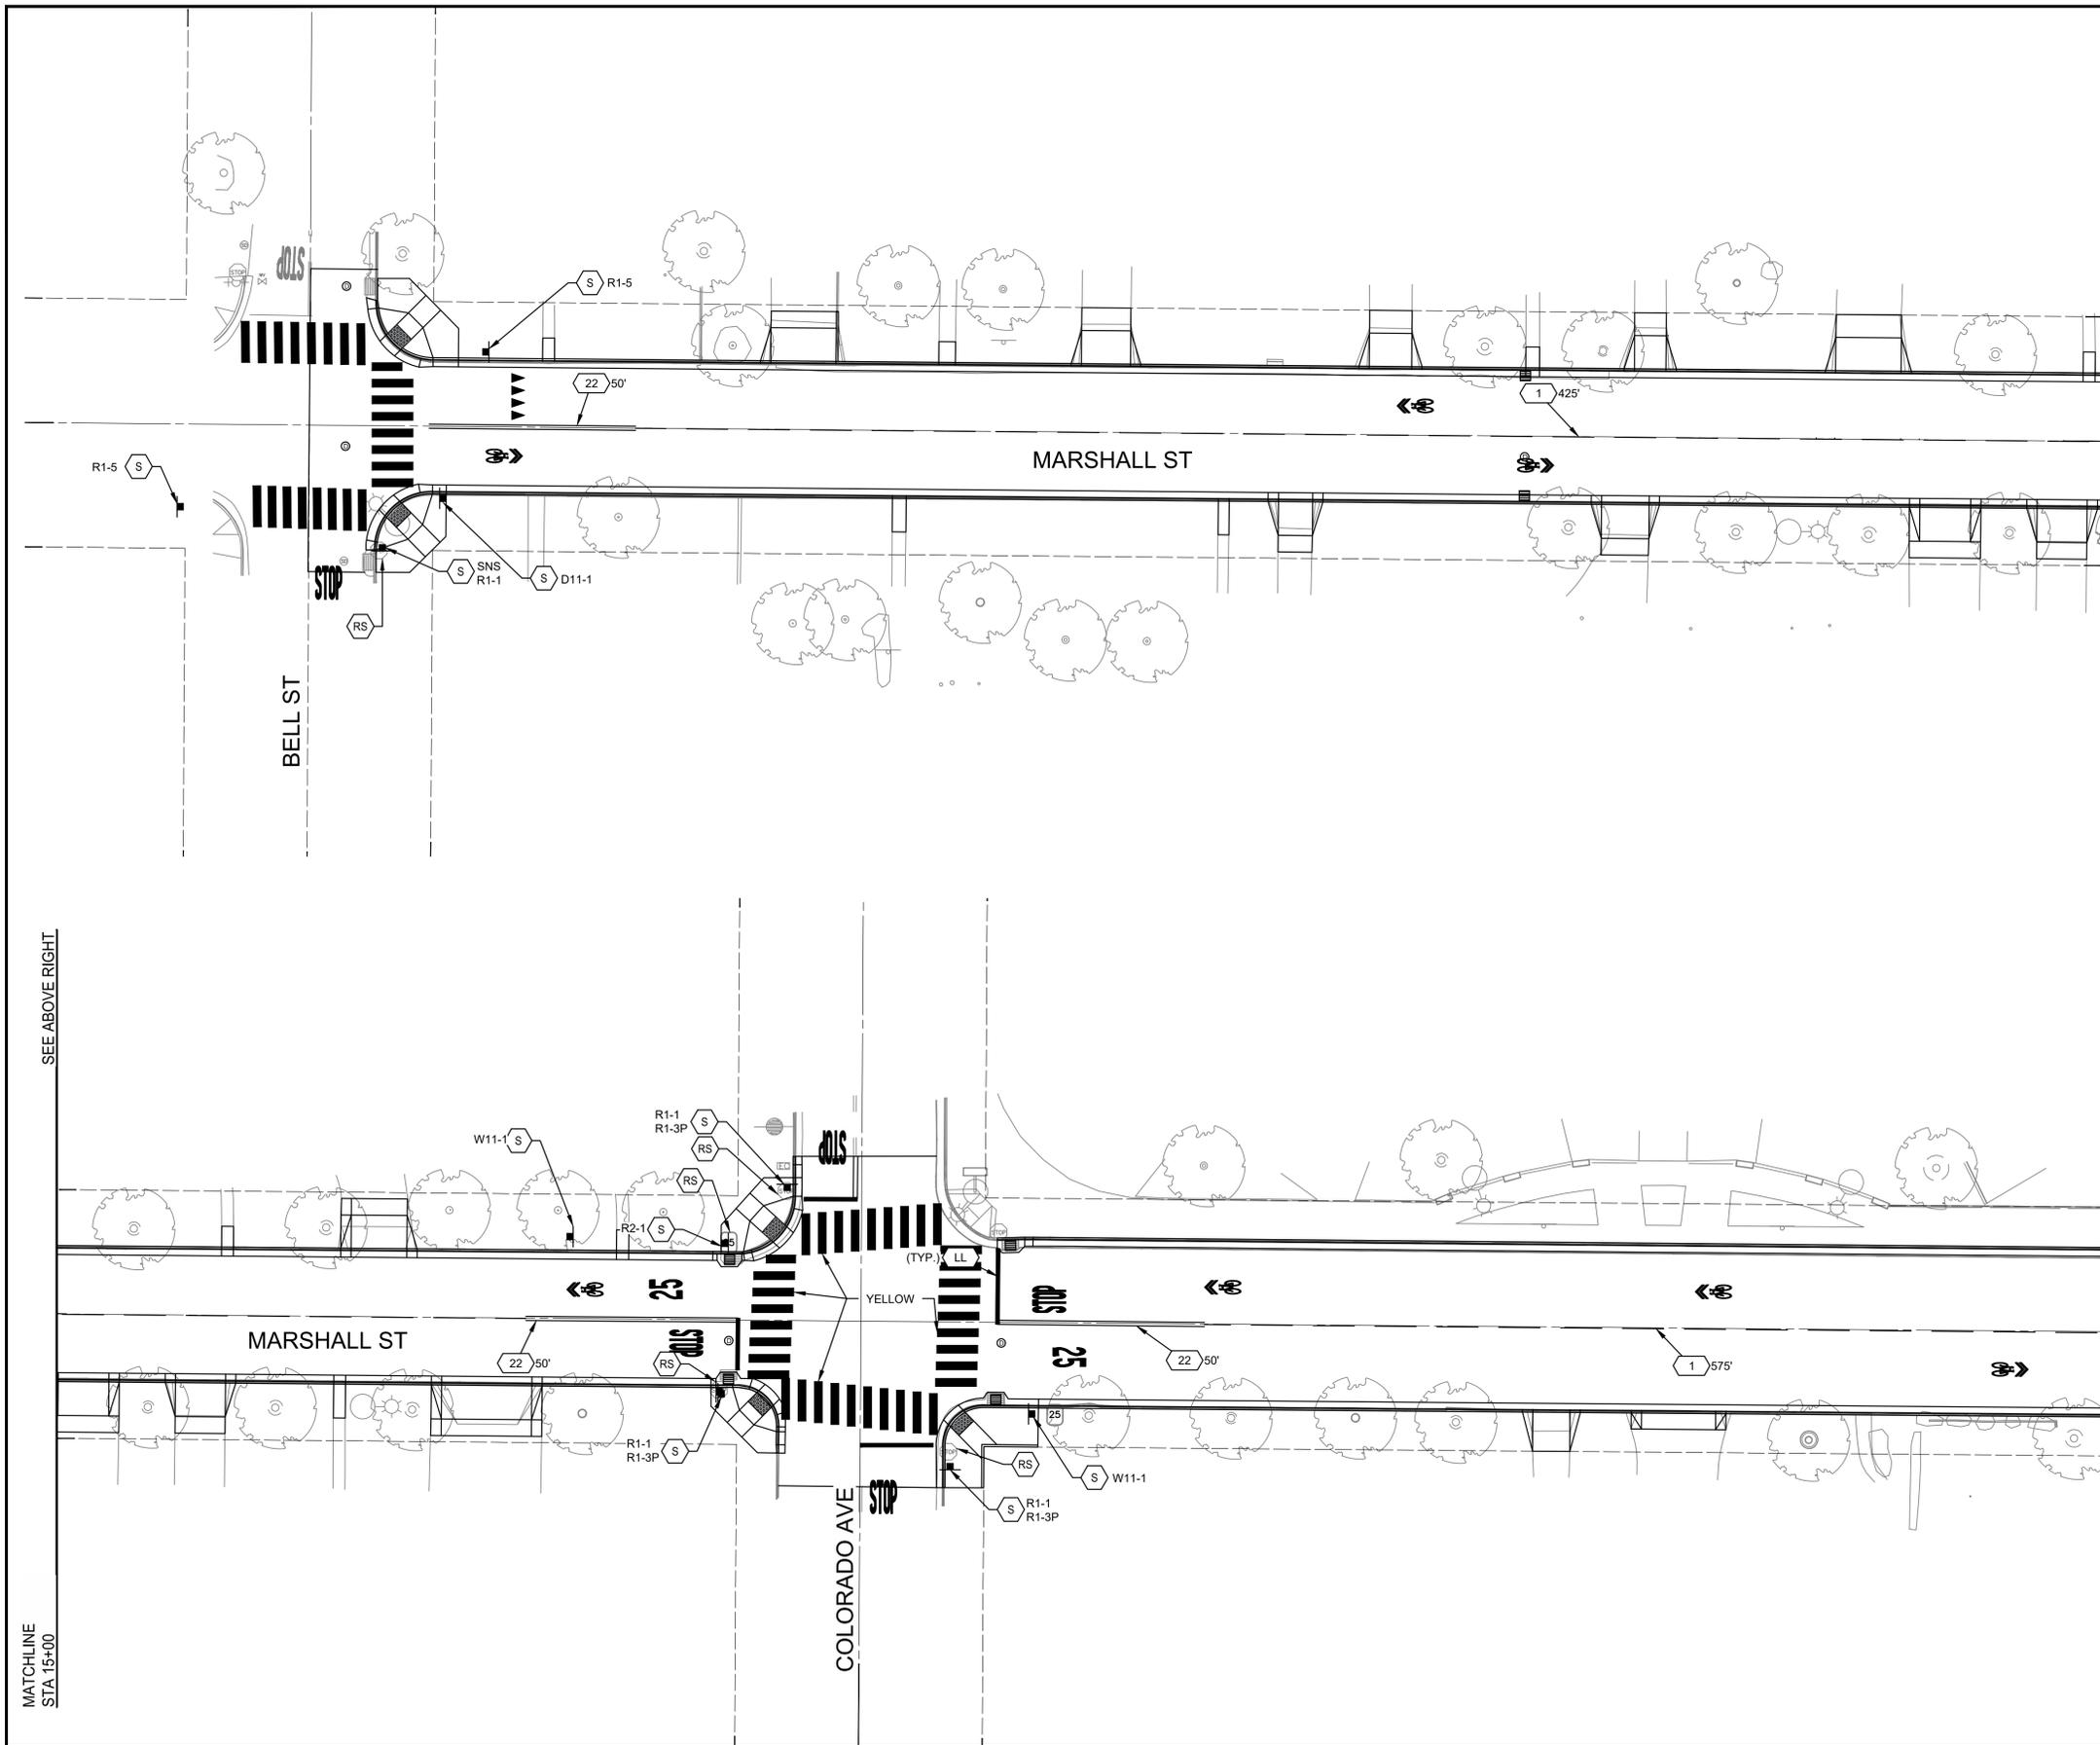 STOP
S R1-5
22 50'
1 425'
MARSHALL ST
R1-5 S
STOP
S SNS
R1-1
S D11-1
RS
STOP
BELL ST
SEE ABOVE RIGHT
MATCHLINE
STA 15+00
R1-1
R1-3P S
RS
RS
W11-1 S
R2-1 S
STOP
STOP
(TYP.) LL
YELLOW
25
STOP
MARSHALL ST
22 50'
STOP
RS
R1-1
R1-3P S
25
22 50'
1 575'
25
STOP
RS
S W11-1
S R1-1
R1-3P
STOP
COLORADO AVE